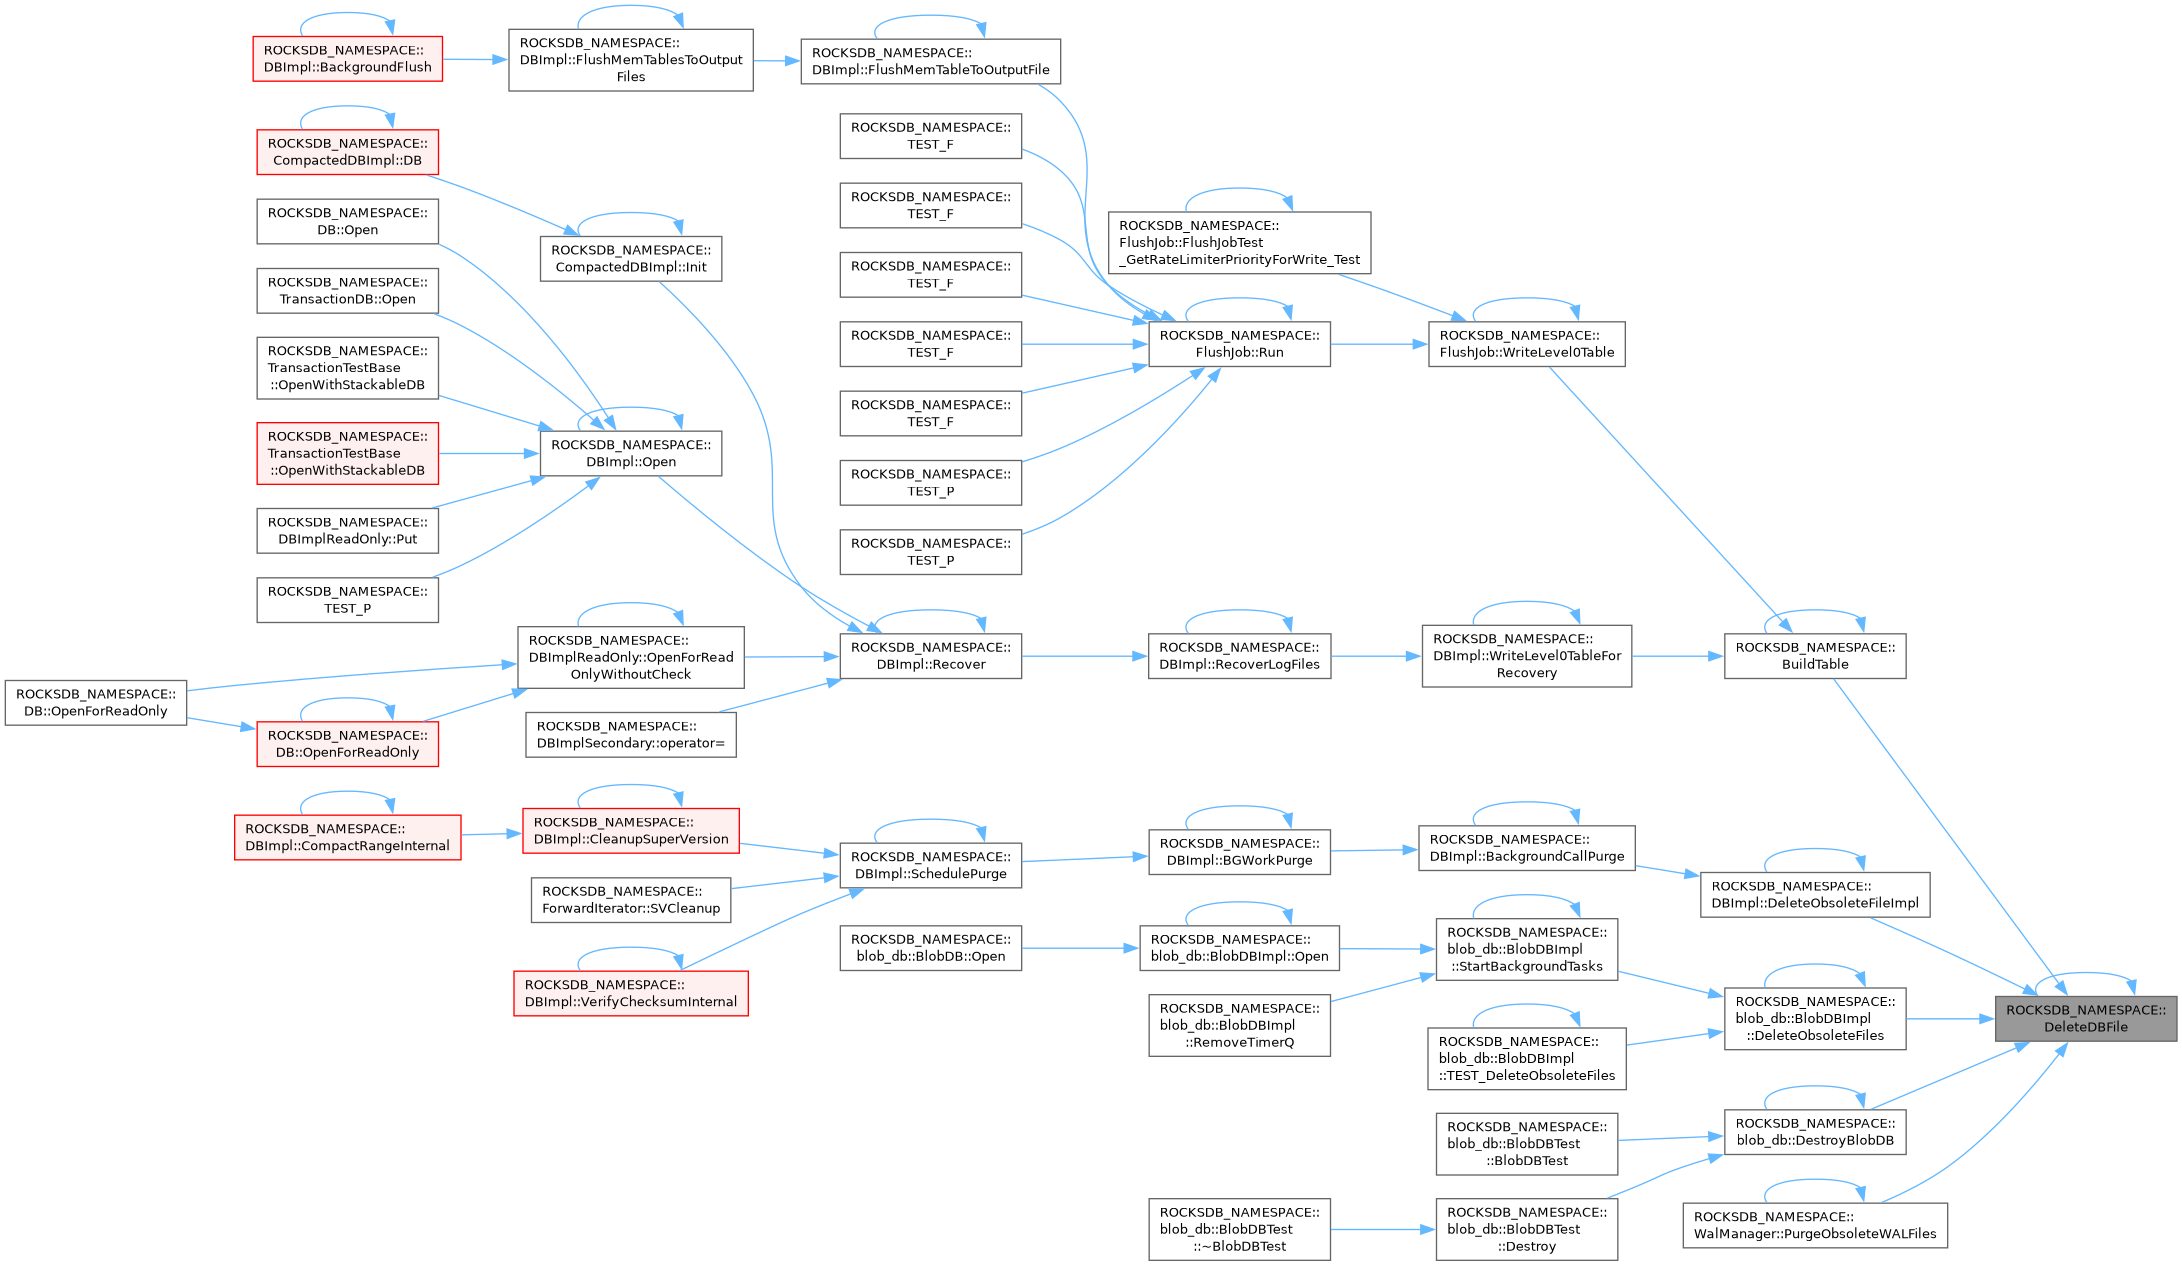 ROCKSDB_NAMESPACE::
DBImpl::BackgroundFlush
ROCKSDB_NAMESPACE::
DBImpl::FlushMemTablesToOutput
Files
ROCKSDB_NAMESPACE::
DBImpl::FlushMemTableToOutputFile
ROCKSDB_NAMESPACE::
CompactedDBImpl::DB
ROCKSDB_NAMESPACE::
DB::Open
ROCKSDB_NAMESPACE::
TransactionDB::Open
ROCKSDB_NAMESPACE::
TransactionTestBase
::OpenWithStackableDB
ROCKSDB_NAMESPACE::
TransactionTestBase
::OpenWithStackableDB
ROCKSDB_NAMESPACE::
DBImplReadOnly::Put
ROCKSDB_NAMESPACE::
TEST_P
ROCKSDB_NAMESPACE::
CompactedDBImpl::Init
ROCKSDB_NAMESPACE::
DBImpl::Open
ROCKSDB_NAMESPACE::
TEST_F
ROCKSDB_NAMESPACE::
TEST_F
ROCKSDB_NAMESPACE::
TEST_F
ROCKSDB_NAMESPACE::
TEST_F
ROCKSDB_NAMESPACE::
TEST_F
ROCKSDB_NAMESPACE::
TEST_P
ROCKSDB_NAMESPACE::
TEST_P
ROCKSDB_NAMESPACE::
FlushJob::FlushJobTest
_GetRateLimiterPriorityForWrite_Test
ROCKSDB_NAMESPACE::
FlushJob::Run
ROCKSDB_NAMESPACE::
FlushJob::WriteLevel0Table
ROCKSDB_NAMESPACE::
DB::OpenForReadOnly
ROCKSDB_NAMESPACE::
DB::OpenForReadOnly
ROCKSDB_NAMESPACE::
DBImplReadOnly::OpenForRead
OnlyWithoutCheck
ROCKSDB_NAMESPACE::
DBImplSecondary::operator=
ROCKSDB_NAMESPACE::
DBImpl::Recover
ROCKSDB_NAMESPACE::
DBImpl::RecoverLogFiles
ROCKSDB_NAMESPACE::
DBImpl::WriteLevel0TableFor
Recovery
ROCKSDB_NAMESPACE::
BuildTable
ROCKSDB_NAMESPACE::
DBImpl::CompactRangeInternal
ROCKSDB_NAMESPACE::
DBImpl::CleanupSuperVersion
ROCKSDB_NAMESPACE::
ForwardIterator::SVCleanup
ROCKSDB_NAMESPACE::
DBImpl::VerifyChecksumInternal
ROCKSDB_NAMESPACE::
DBImpl::SchedulePurge
ROCKSDB_NAMESPACE::
DBImpl::BGWorkPurge
ROCKSDB_NAMESPACE::
DBImpl::BackgroundCallPurge
ROCKSDB_NAMESPACE::
DBImpl::DeleteObsoleteFileImpl
ROCKSDB_NAMESPACE::
blob_db::BlobDB::Open
ROCKSDB_NAMESPACE::
blob_db::BlobDBImpl::Open
ROCKSDB_NAMESPACE::
blob_db::BlobDBImpl
::StartBackgroundTasks
ROCKSDB_NAMESPACE::
blob_db::BlobDBImpl
::RemoveTimerQ
ROCKSDB_NAMESPACE::
blob_db::BlobDBImpl
::TEST_DeleteObsoleteFiles
ROCKSDB_NAMESPACE::
blob_db::BlobDBImpl
::DeleteObsoleteFiles
ROCKSDB_NAMESPACE::
DeleteDBFile
ROCKSDB_NAMESPACE::
blob_db::BlobDBTest
::BlobDBTest
ROCKSDB_NAMESPACE::
blob_db::DestroyBlobDB
ROCKSDB_NAMESPACE::
blob_db::BlobDBTest
::~BlobDBTest
ROCKSDB_NAMESPACE::
blob_db::BlobDBTest
::Destroy
ROCKSDB_NAMESPACE::
WalManager::PurgeObsoleteWALFiles